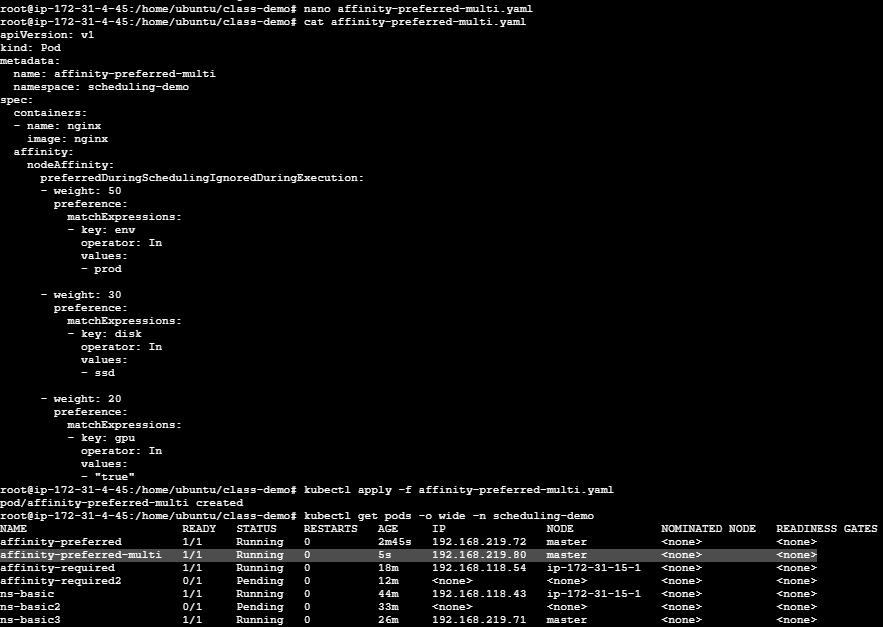 root@ip-172-31-4-45:/home/ubuntu/class-demo# nano affinity-preferred-multi.yaml
root@ip-172-31-4-45:/home/ubuntu/class-demo# cat affinity-preferred-multi.yaml
apiVersion: v1
kind: Pod
metadata:
  name: affinity-preferred-multi
  namespace: scheduling-demo
spec:
  containers:
  - name: nginx
    image: nginx
  affinity:
    nodeAffinity:
      preferredDuringSchedulingIgnoredDuringExecution:
      - weight: 50
        preference:
          matchExpressions:
          - key: env
            operator: In
            values:
            - prod

      - weight: 30
        preference:
          matchExpressions:
          - key: disk
            operator: In
            values:
            - ssd

      - weight: 20
        preference:
          matchExpressions:
          - key: gpu
            operator: In
            values:
            - "true"
root@ip-172-31-4-45:/home/ubuntu/class-demo# kubectl apply -f affinity-preferred-multi.yaml
pod/affinity-preferred-multi created
root@ip-172-31-4-45:/home/ubuntu/class-demo# kubectl get pods -o wide -n scheduling-demo
NAME                       READY   STATUS    RESTARTS   AGE     IP               NODE             NOMINATED NODE   READINESS GATES
affinity-preferred         1/1     Running   0          2m45s   192.168.219.72   master           <none>           <none>
affinity-preferred-multi   1/1     Running   0          5s      192.168.219.80   master           <none>           <none>
affinity-required          1/1     Running   0          18m     192.168.118.54   ip-172-31-15-1   <none>           <none>
affinity-required2         0/1     Pending   0          12m     <none>           <none>           <none>           <none>
ns-basic                   1/1     Running   0          44m     192.168.118.43   ip-172-31-15-1   <none>           <none>
ns-basic2                  0/1     Pending   0          33m     <none>           <none>           <none>           <none>
ns-basic3                  1/1     Running   0          26m     192.168.219.71   master           <none>           <none>